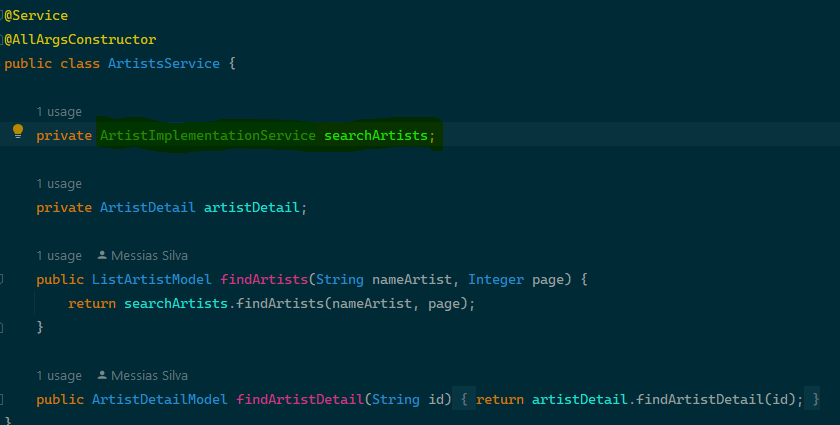 @Service
@AllArgsConstructor
public class ArtistsService {
1 usage
private ArtistImplementationService searchArtists;
1 usage
private ArtistDetail artistDetail;
1 usage Messias Silva
public ListArtistModel findArtists(String nameArtist, Integer page) {
return searchArtists.findArtists(nameArtist, page);
}
1 usage Messias Silva
public ArtistDetailModel findArtistDetail(String id) { return artistDetail.findArtistDetail(id); }
}